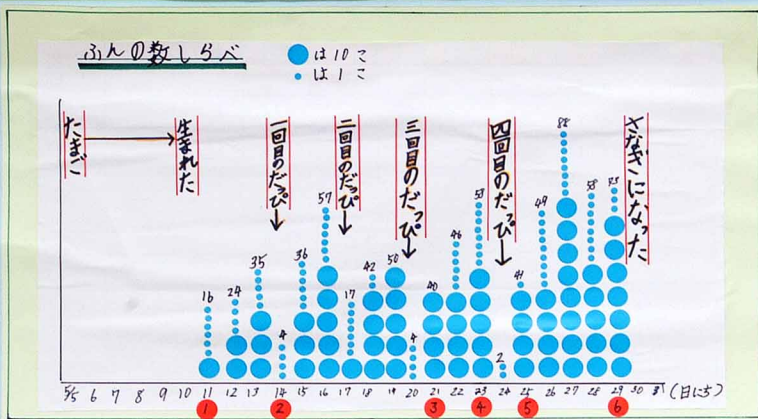 ふんの数しらべ
は10こ
は1こ
たまご
生まれた
一回目のだっぴ
二回目のだっぴ
三回目のだっぴ
四回目のだっぴ
さなぎになった
16 24 35 4 36 57 17 42 50 4 40 46 53 2 41 49 88 58 73
5/5 6 7 8 9 10 11 12 13 14 15 16 17 18 19 20 21 22 23 24 25 26 27 28 29 30 31 (日にち)
1 2 3 4 5 6